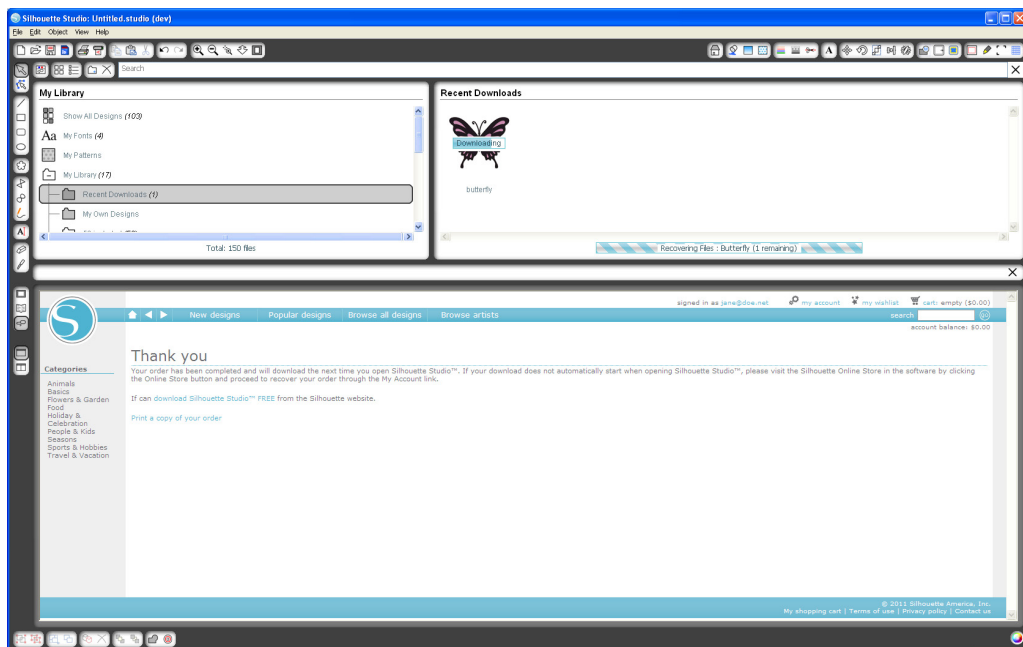 Silhouette Studio: Untitled.studio (dev)
File Edit Object View Help
Search
My Library
Show All Designs (103)
Aa My Fonts (4)
My Patterns
My Library (17)
Recent Downloads (1)
My Own Designs
Total: 150 files
Recent Downloads
Downloading
butterfly
Recovering Files : Butterfly (1 remaining)
signed in as jane@doe.net my account my wishlist cart: empty ($0.00)
New designs Popular designs Browse all designs Browse artists search go
account balance: $0.00
S
Categories
Animals
Basics
Flowers & Garden
Food
Holiday &
Celebration
People & Kids
Seasons
Sports & Hobbies
Travel & Vacation
Thank you
Your order has been completed and will download the next time you open Silhouette Studio™. If your download does not automatically start when opening Silhouette Studio™, please visit the Silhouette Online Store in the software by clicking
the Online Store button and proceed to recover your order through the My Account link.
If can download Silhouette Studio™ FREE from the Silhouette website.
Print a copy of your order
© 2011 Silhouette America, Inc.
My shopping cart | Terms of use | Privacy policy | Contact us